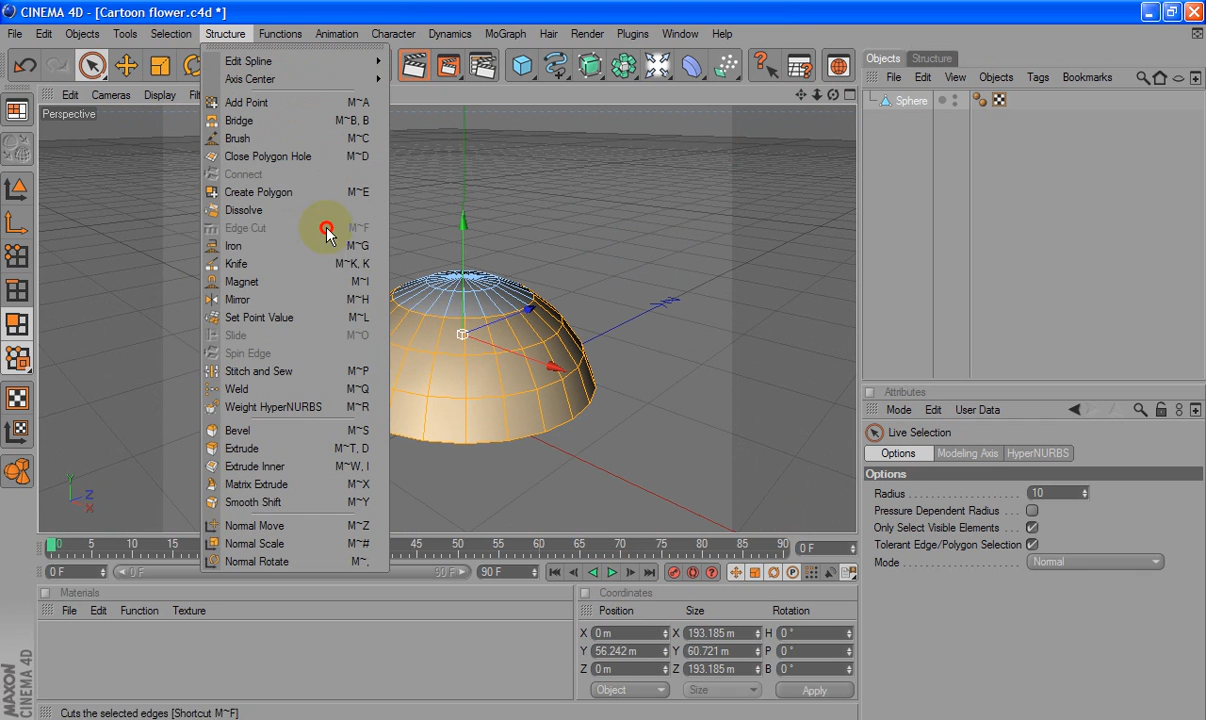 CINEMA 4D - [Cartoon flower.c4d *]
File Edit Objects Tools Selection Structure Functions Animation Character Dynamics MoGraph Hair Render Plugins Window Help
Edit Cameras Display
Perspective
Edit Spline
Axis Center
Add Point M~A
Bridge M~B, B
Brush M~C
Close Polygon Hole M~D
Connect
Create Polygon M~E
Dissolve
Edge Cut M~F
Iron M~G
Knife M~K, K
Magnet M~I
Mirror M~H
Set Point Value M~L
Slide M~O
Spin Edge
Stitch and Sew M~P
Weld M~Q
Weight HyperNURBS M~R
Bevel M~S
Extrude M~T, D
Extrude Inner M~W, I
Matrix Extrude M~X
Smooth Shift M~Y
Normal Move M~Z
Normal Scale M~#
Normal Rotate M~,
Y
Z
X
0 5 10 15 45 50 55 60 65 70 75 80 85 90 0 F
0 F 0 F 90 F 90 F
Materials
File Edit Function Texture
Coordinates
Position Size Rotation
X 0 m X 193.185 m H 0 °
Y 56.242 m Y 60.721 m P 0 °
Z 0 m Z 193.185 m B 0 °
Object Size Apply
Objects Structure
File Edit View Objects Tags Bookmarks
Sphere
Attributes
Mode Edit User Data
Live Selection
Options Modeling Axis HyperNURBS
Options
Radius 10
Pressure Dependent Radius
Only Select Visible Elements
Tolerant Edge/Polygon Selection
Mode Normal
MAXON
CINEMA 4D
Cuts the selected edges [Shortcut M~F]